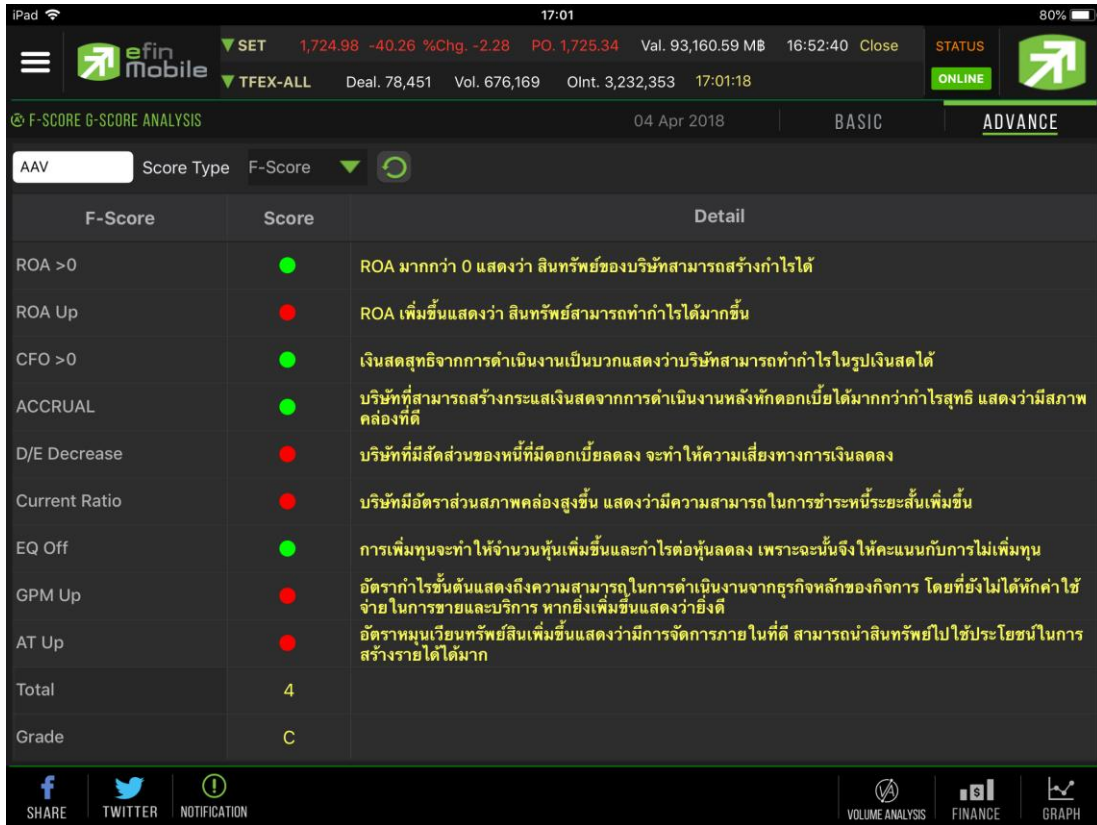 iPad 17:01 80%
efin Mobile
SET 1,724.98 -40.26 %Chg. -2.28 PO. 1,725.34 Val. 93,160.59 M฿ 16:52:40 Close STATUS
TFEX-ALL Deal. 78,451 Vol. 676,169 OInt. 3,232,353 17:01:18 ONLINE
F-SCORE G-SCORE ANALYSIS 04 Apr 2018 BASIC ADVANCE
AAV Score Type F-Score
F-Score Score Detail
ROA >0 ROA มากกว่า 0 แสดงว่า สินทรัพย์ของบริษัทสามารถสร้างกำไรได้
ROA Up ROA เพิ่มขึ้นแสดงว่า สินทรัพย์สามารถทำกำไรได้มากขึ้น
CFO >0 เงินสดสุทธิจากการดำเนินงานเป็นบวกแสดงว่าบริษัทสามารถทำกำไรในรูปเงินสดได้
ACCRUAL บริษัทที่สามารถสร้างกระแสเงินสดจากการดำเนินงานหลังหักดอกเบี้ยได้มากกว่ากำไรสุทธิ แสดงว่ามีสภาพ
คล่องที่ดี
D/E Decrease บริษัทที่มีสัดส่วนของหนี้ที่มีดอกเบี้ยลดลง จะทำให้ความเสี่ยงทางการเงินลดลง
Current Ratio บริษัทมีอัตราส่วนสภาพคล่องสูงขึ้น แสดงว่ามีความสามารถในการชำระหนี้ระยะสั้นเพิ่มขึ้น
EQ Off การเพิ่มทุนจะทำให้จำนวนหุ้นเพิ่มขึ้นและกำไรต่อหุ้นลดลง เพราะฉะนั้นจึงให้คะแนนกับการไม่เพิ่มทุน
GPM Up อัตรากำไรขั้นต้นแสดงถึงความสามารถในการดำเนินงานจากธุรกิจหลักของกิจการ โดยที่ยังไม่ได้หักค่าใช้
จ่ายในการขายและบริการ หากยิ่งเพิ่มขึ้นแสดงว่ายิ่งดี
AT Up อัตราหมุนเวียนทรัพย์สินเพิ่มขึ้นแสดงว่ามีการจัดการภายในที่ดี สามารถนำสินทรัพย์ไปใช้ประโยชน์ในการ
สร้างรายได้ได้มาก
Total 4
Grade C
SHARE TWITTER NOTIFICATION VOLUME ANALYSIS FINANCE GRAPH